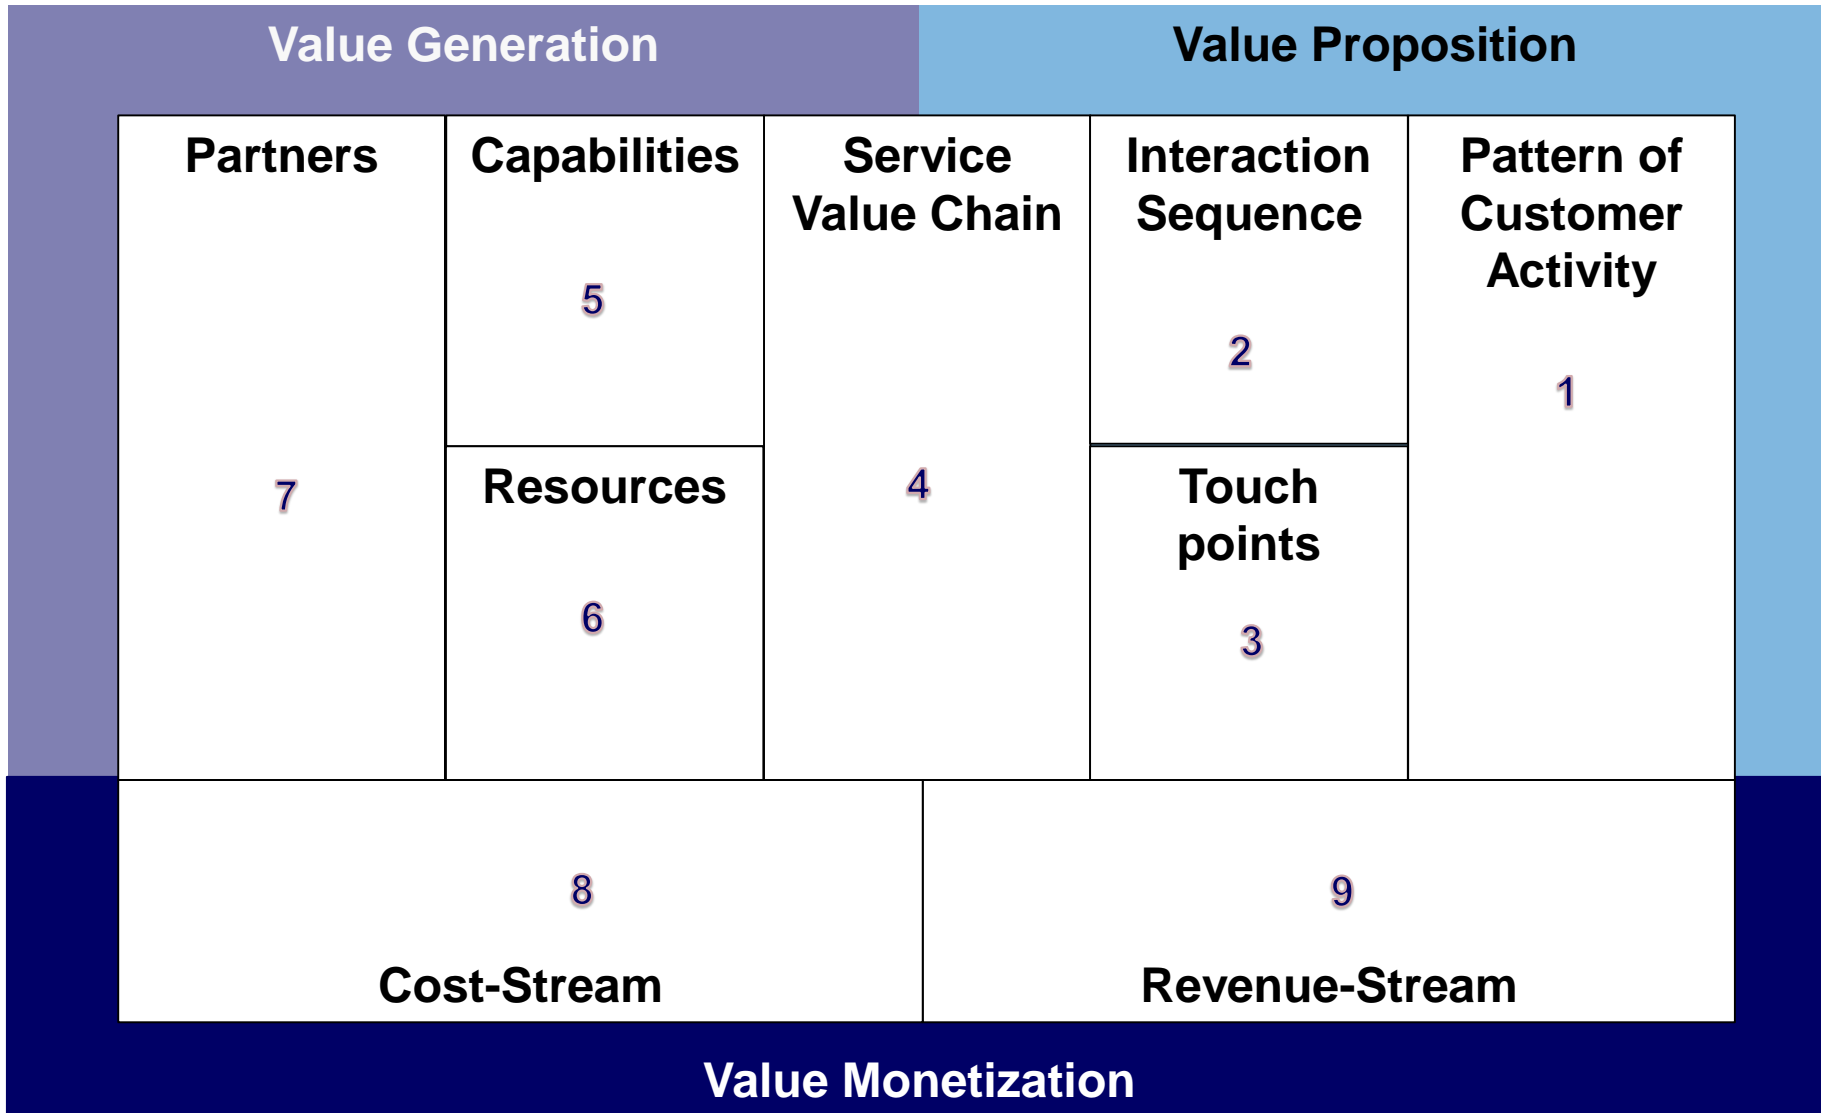 Value Generation
Value Proposition
Partners
7
Capabilities
5
Resources
6
Service
Value Chain
4
Interaction
Sequence
2
Touch
points
3
Pattern of
Customer
Activity
1
8
Cost-Stream
9
Revenue-Stream
Value Monetization